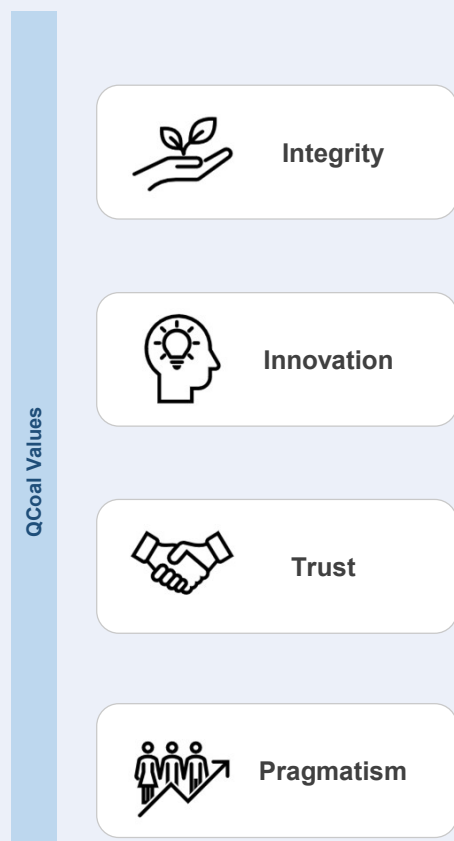 QCoal Values
Integrity
Innovation
Trust
Pragmatism